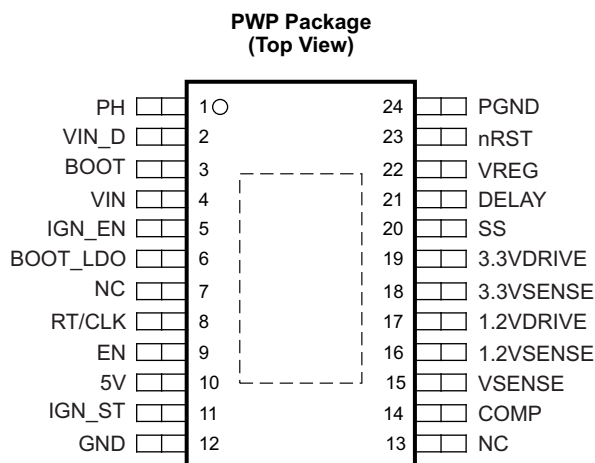 PWP Package
(Top View)
PH 1 24 PGND
VIN_D 2 23 nRST
BOOT 3 22 VREG
VIN 4 21 DELAY
IGN_EN 5 20 SS
BOOT_LDO 6 19 3.3VDRIVE
NC 7 18 3.3VSENSE
RT/CLK 8 17 1.2VDRIVE
EN 9 16 1.2VSENSE
5V 10 15 VSENSE
IGN_ST 11 14 COMP
GND 12 13 NC